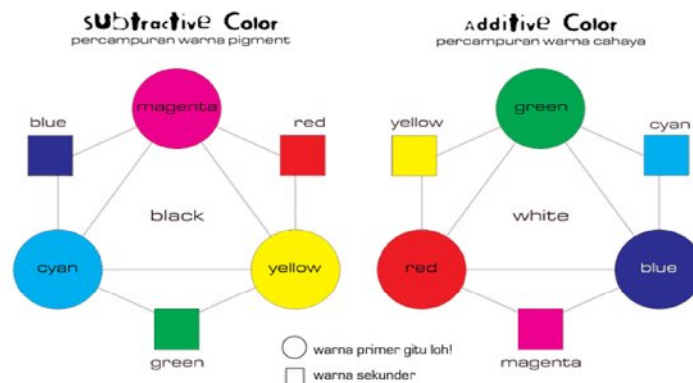 SUbtractivE Color
percampuran warna pigment
magenta
blue
red
black
cyan
yellow
green
Additive Color
percampuran warna cahaya
green
yellow
cyan
white
red
blue
magenta
warna primer gitu loh!
warna sekunder